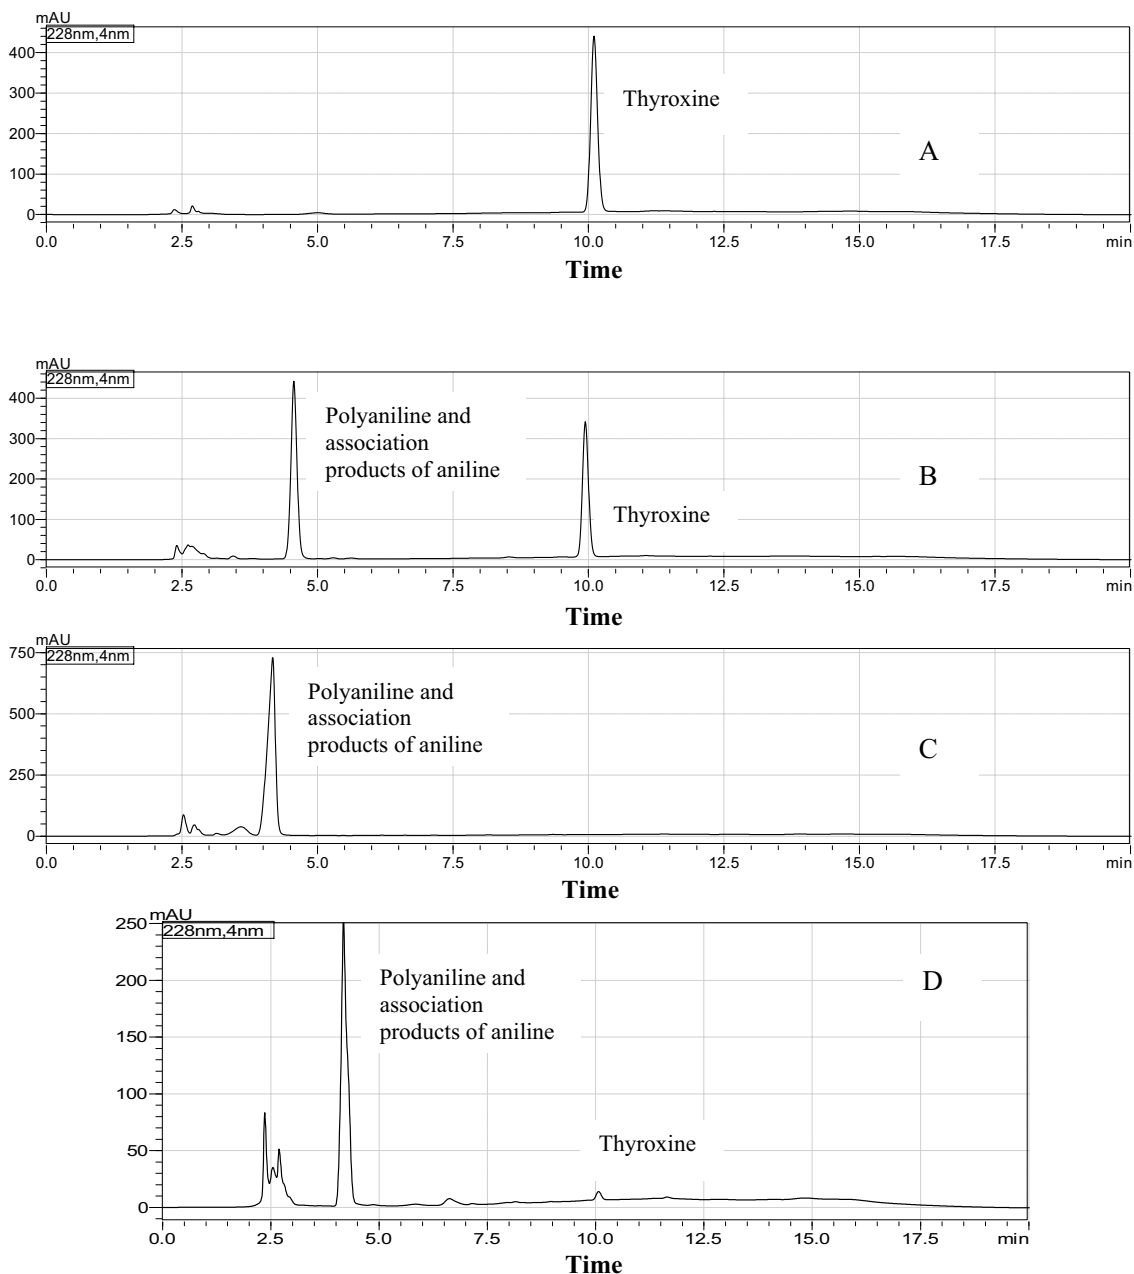 mAU
228nm,4nm
400
300
200
100
0
Thyroxine
A
0.0 2.5 5.0 7.5 10.0 12.5 15.0 17.5 min
Time
mAU
228nm,4nm
400
300
200
100
0
Polyaniline and
association
products of aniline
Thyroxine
B
0.0 2.5 5.0 7.5 10.0 12.5 15.0 17.5 min
Time
mAU
750
228nm,4nm
500
250
0
Polyaniline and
association
products of aniline
C
0.0 2.5 5.0 7.5 10.0 12.5 15.0 17.5 min
Time
mAU
250
228nm,4nm
200
150
100
50
0
Polyaniline and
association
products of aniline
D
Thyroxine
0.0 2.5 5.0 7.5 10.0 12.5 15.0 17.5 min
Time